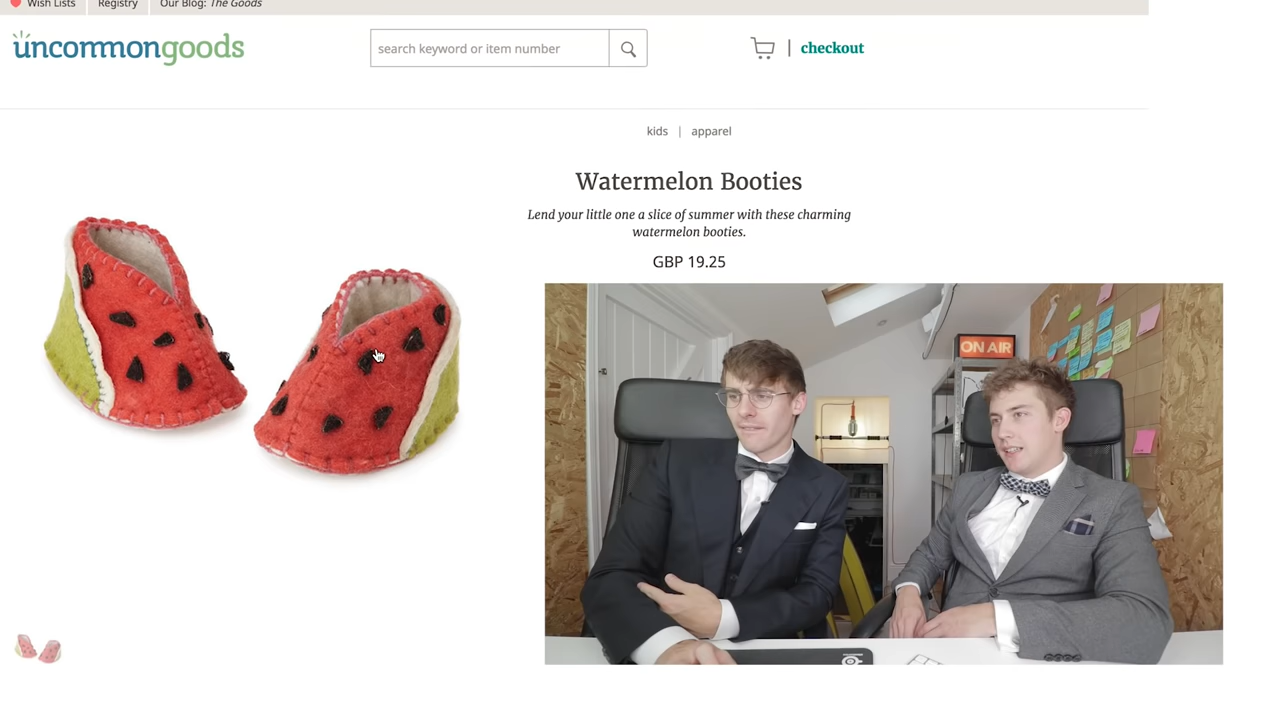 Wish Lists
Registry
Our Blog: The Goods
uncommongoods
search keyword or item number
checkout
kids | apparel
Watermelon Booties
Lend your little one a slice of summer with these charming
watermelon booties.
GBP 19.25
ON AIR